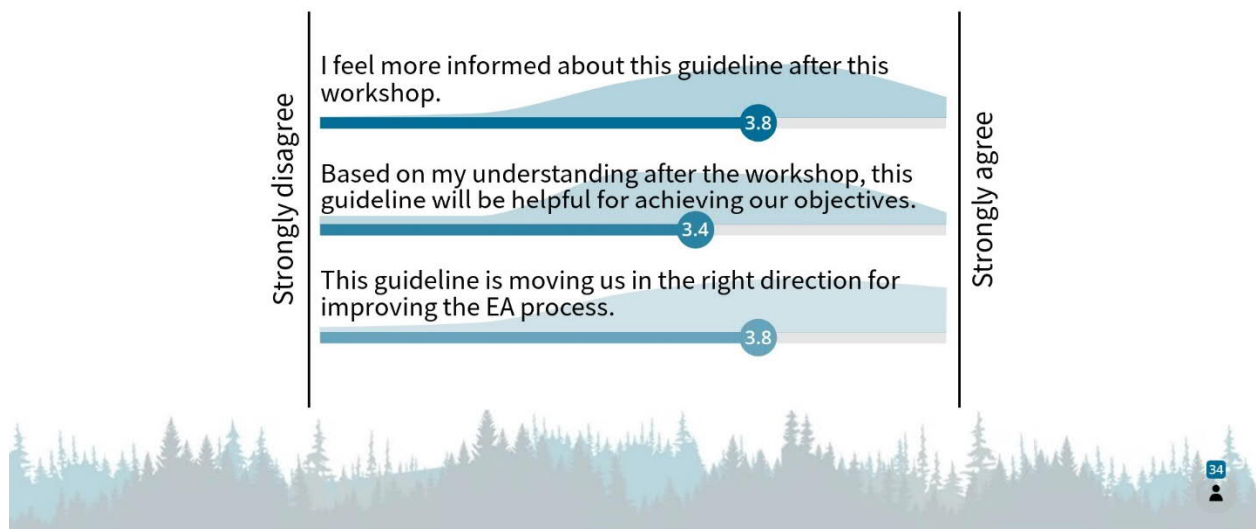 Strongly disagree
I feel more informed about this guideline after this
workshop.
3.8
Based on my understanding after the workshop, this
guideline will be helpful for achieving our objectives.
3.4
This guideline is moving us in the right direction for
improving the EA process.
3.8
Strongly agree
34